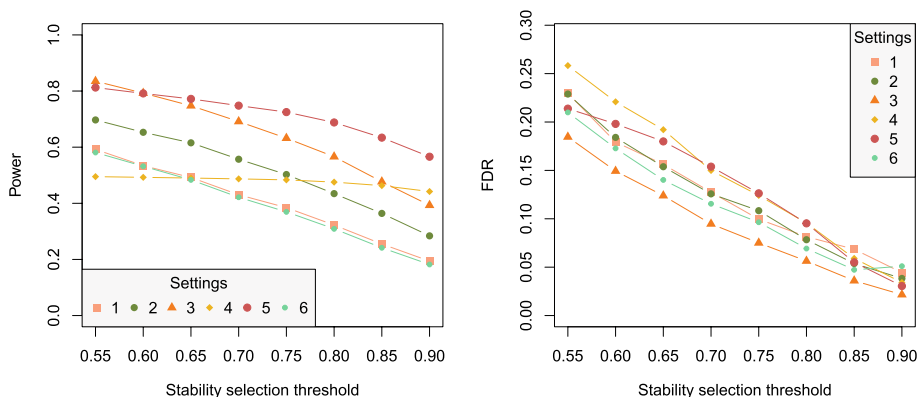 Power
0.0 0.2 0.4 0.6 0.8 1.0
Settings
1 2 3 4 5 6
0.55 0.60 0.65 0.70 0.75 0.80 0.85 0.90
Stability selection threshold
FDR
0.00 0.05 0.10 0.15 0.20 0.25 0.30
Settings
1
2
3
4
5
6
0.55 0.60 0.65 0.70 0.75 0.80 0.85 0.90
Stability selection threshold